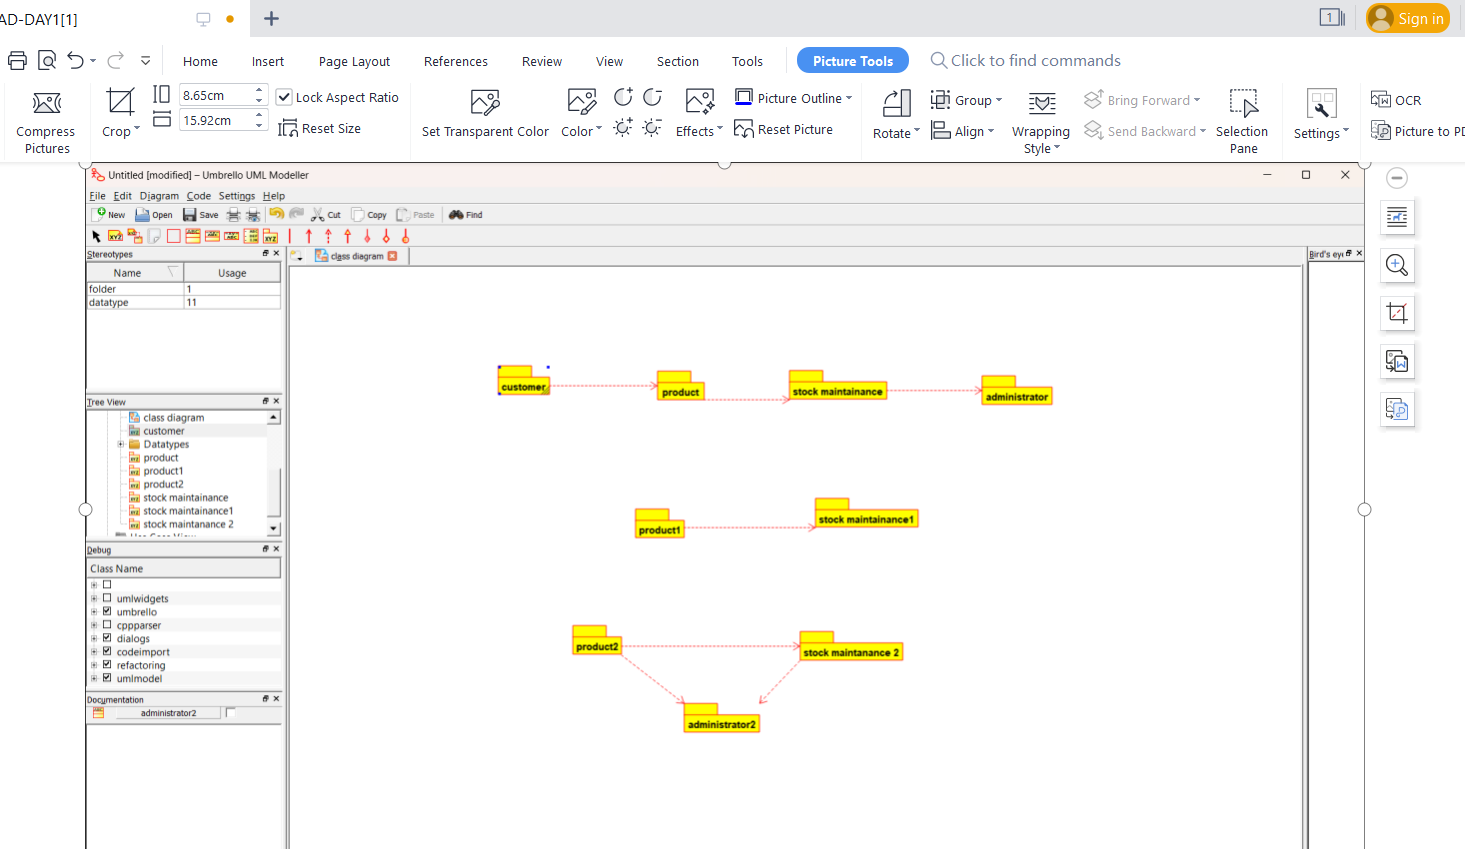 AD-DAY1[1]
1
Sign in
Home Insert Page Layout References Review View Section Tools Picture Tools Click to find commands
8.65cm
Lock Aspect Ratio
15.92cm
Reset Size
Compress
Pictures
Crop
Set Transparent Color
Color
Effects
Picture Outline
Reset Picture
Rotate
Group
Align
Wrapping
Style
Bring Forward
Send Backward
Selection
Pane
Settings
OCR
Picture to PD
Untitled [modified] – Umbrello UML Modeller
File Edit Diagram Code Settings Help
New Open Save Cut Copy Paste Find
Stereotypes
class diagram
Bird's ey
Name Usage
folder 1
datatype 11
customer
product
stock maintainance
administrator
Tree View
class diagram
customer
Datatypes
product
product1
product2
stock maintainance
stock maintainance1
stock maintanance 2
product1
stock maintainance1
Debug
Class Name
umlwidgets
umbrello
cppparser
dialogs
codeimport
refactoring
umlmodel
product2
stock maintanance 2
administrator2
Documentation
administrator2